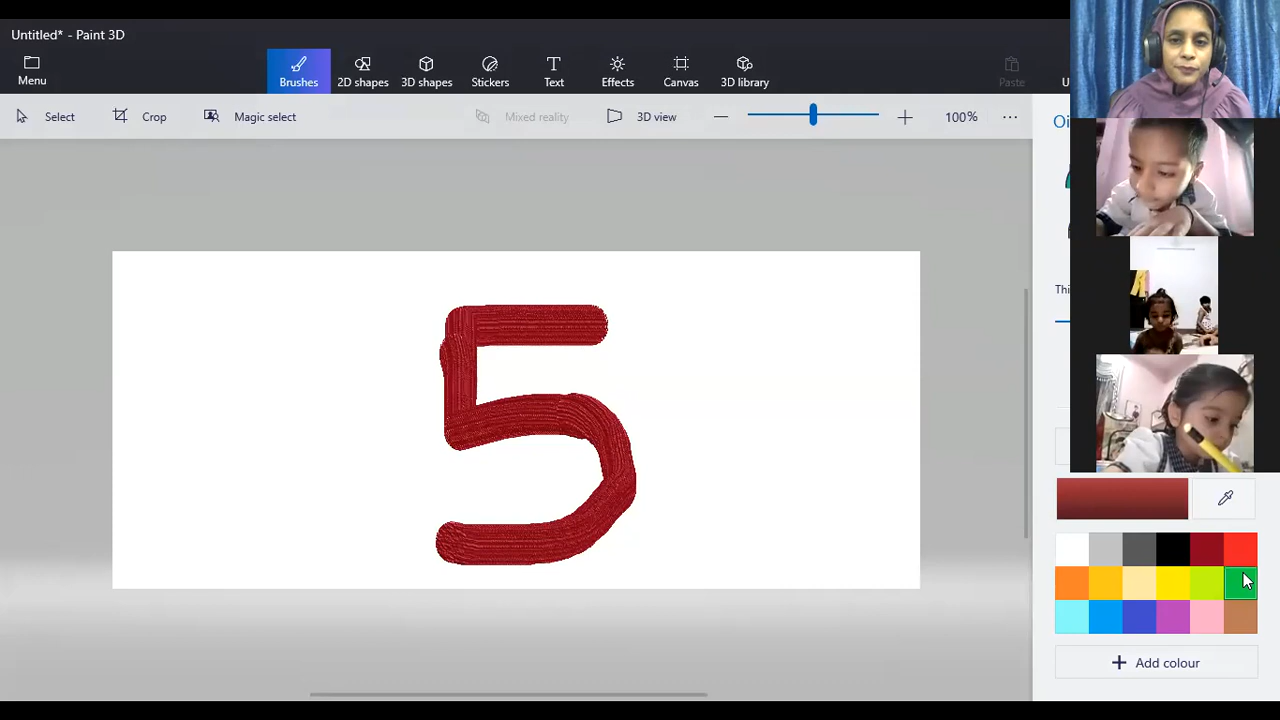 Untitled* - Paint 3D
Menu
Brushes
2D shapes
3D shapes
Stickers
Text
Effects
Canvas
3D library
Paste
Select
Crop
Magic select
Mixed reality
3D view
100%
5
Add colour